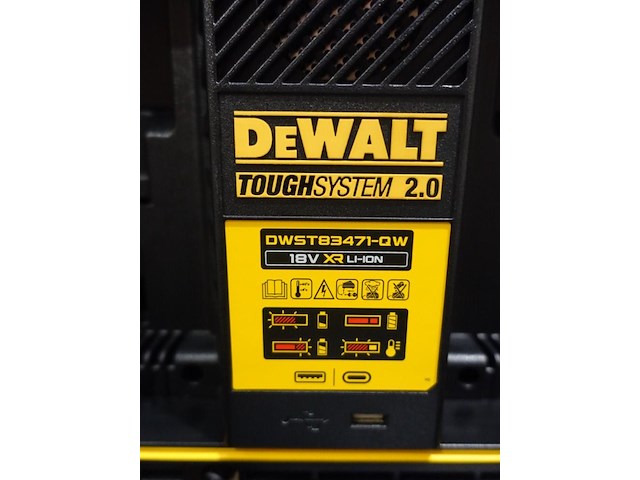 DEWALT
TOUGHSYSTEM 2.0
DWST83471-QW
18V XR LI-ION